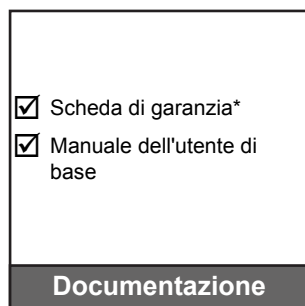 Scheda di garanzia*
Manuale dell'utente di
base
Documentazione